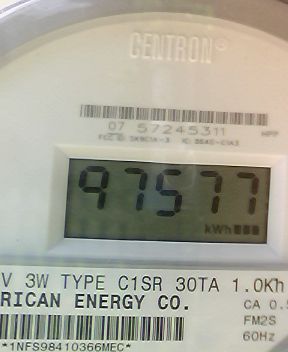 CENTRON®
07 57245311
97577
kWh
V 3W TYPE C1SR 30TA 1.0Kh
RICAN ENERGY CO.
CA 0.5
FM2S
60Hz
*1NFS98410366MEC*